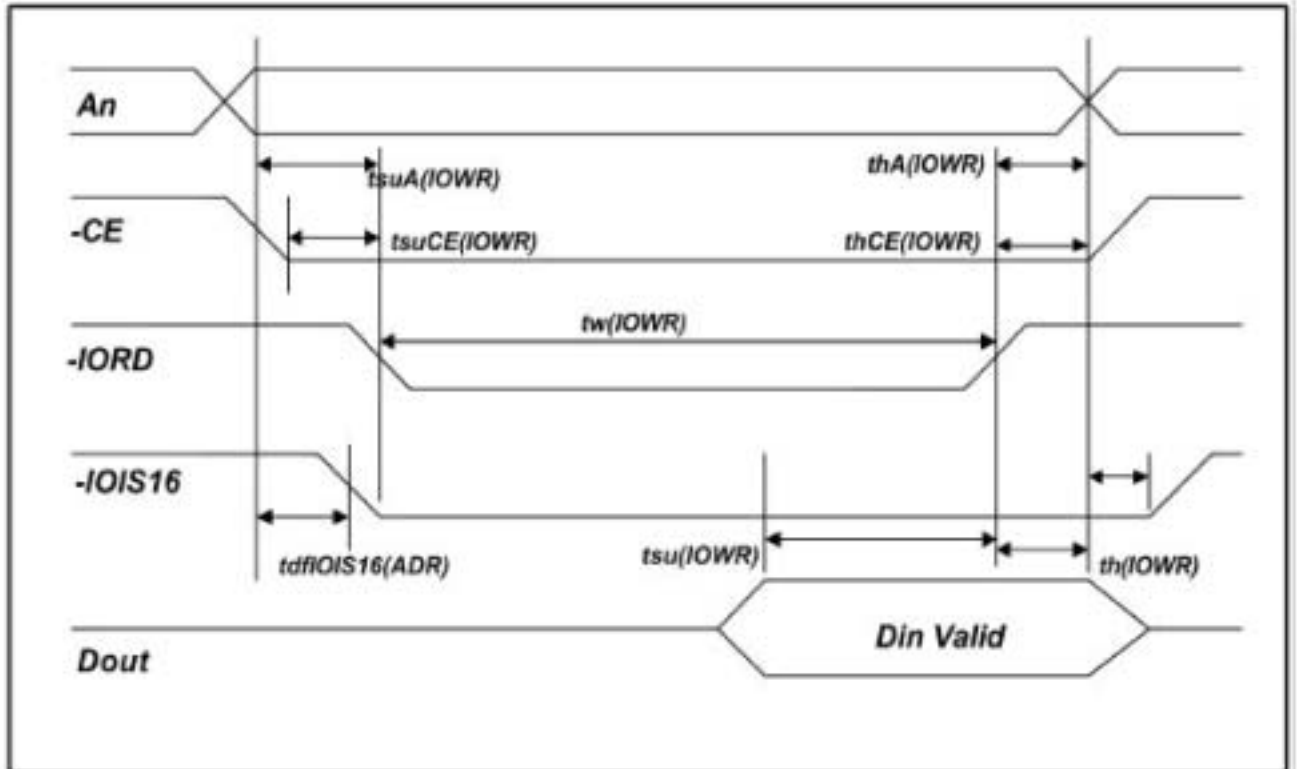 An
tsuA(IOWR)
thA(IOWR)
-CE
tsuCE(IOWR)
thCE(IOWR)
tw(IOWR)
-IORD
-IOIS16
tsu(IOWR)
tdfIOIS16(ADR)
th(IOWR)
Din Valid
Dout